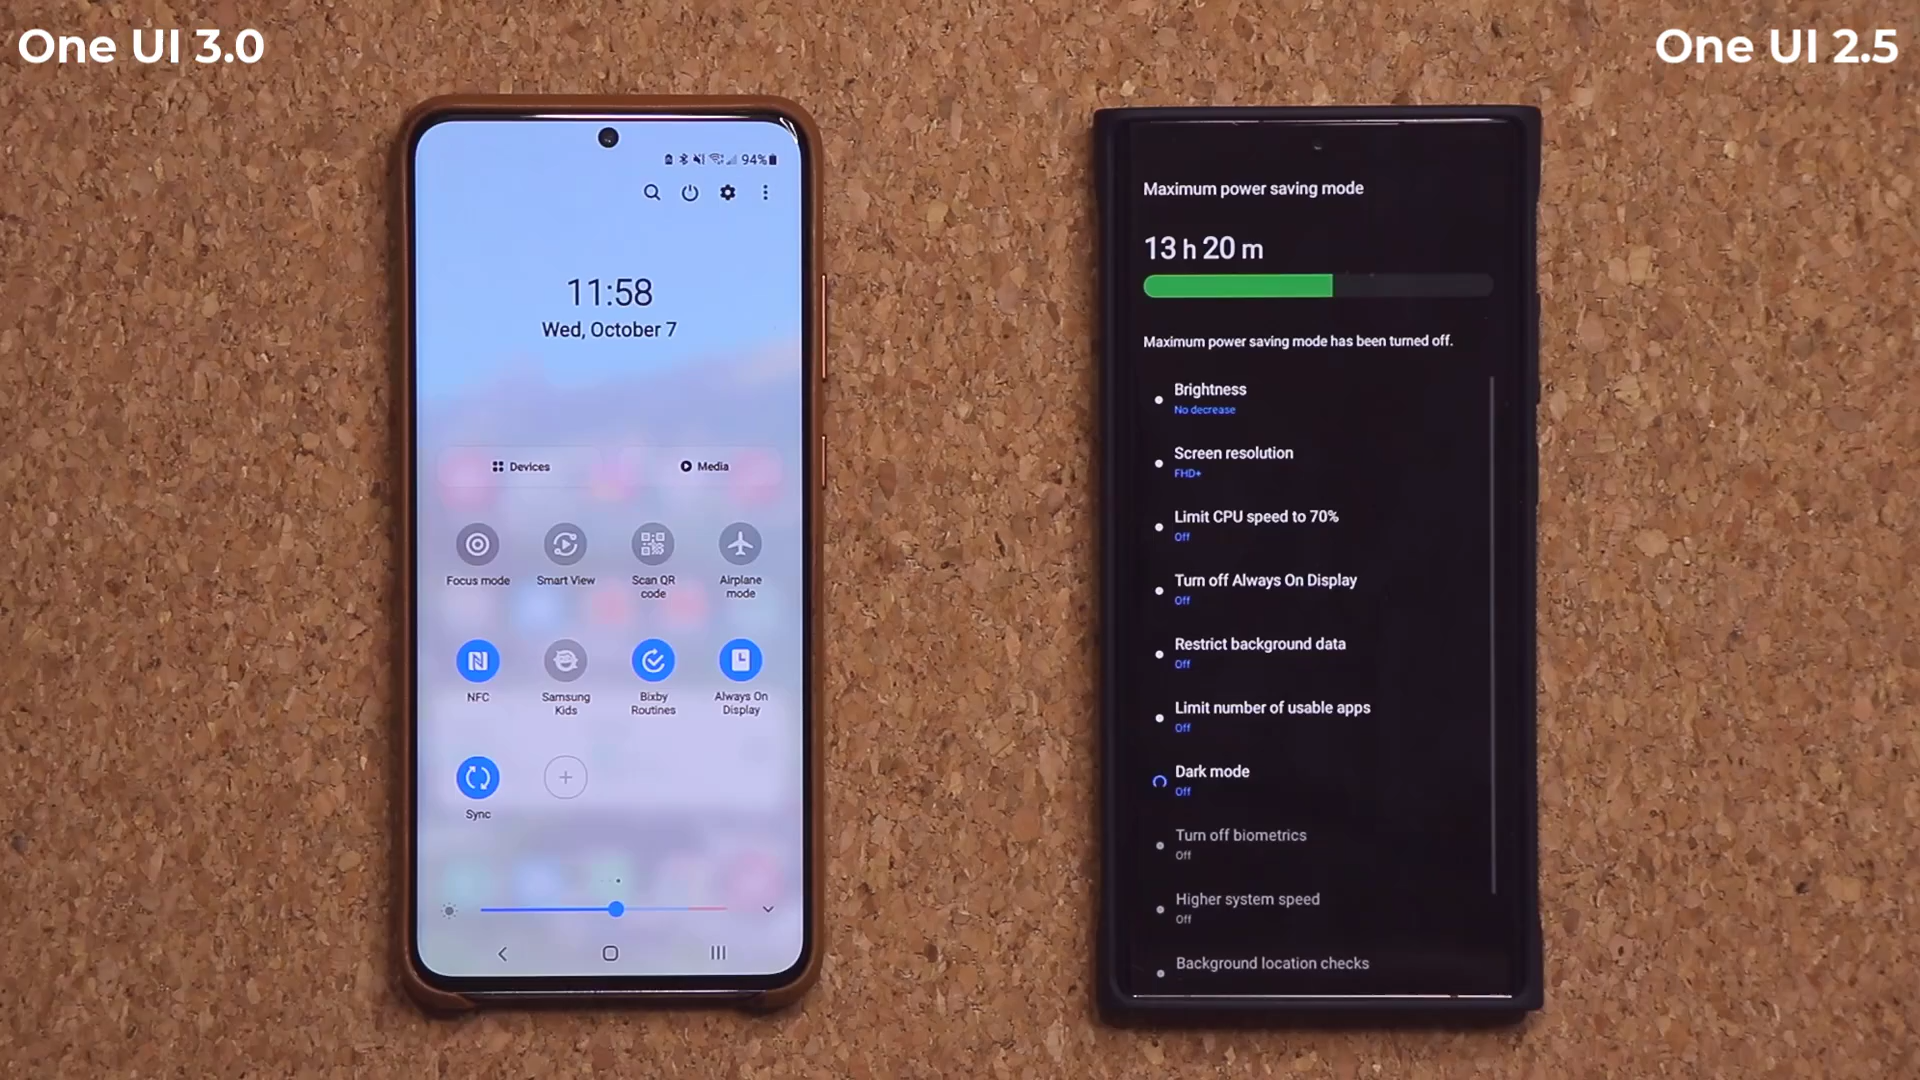 One UI 3.0
One UI 2.5
94%
11:58
Wed, October 7
Devices
Media
Focus mode
Smart View
Scan QR
code
Airplane
mode
NFC
Samsung
Kids
Bixby
Routines
Always On
Display
Sync
Maximum power saving mode
13 h 20 m
Maximum power saving mode has been turned off.
Brightness
No decrease
Screen resolution
FHD+
Limit CPU speed to 70%
Off
Turn off Always On Display
Off
Restrict background data
Off
Limit number of usable apps
Off
Dark mode
Off
Turn off biometrics
Off
Higher system speed
Off
Background location checks